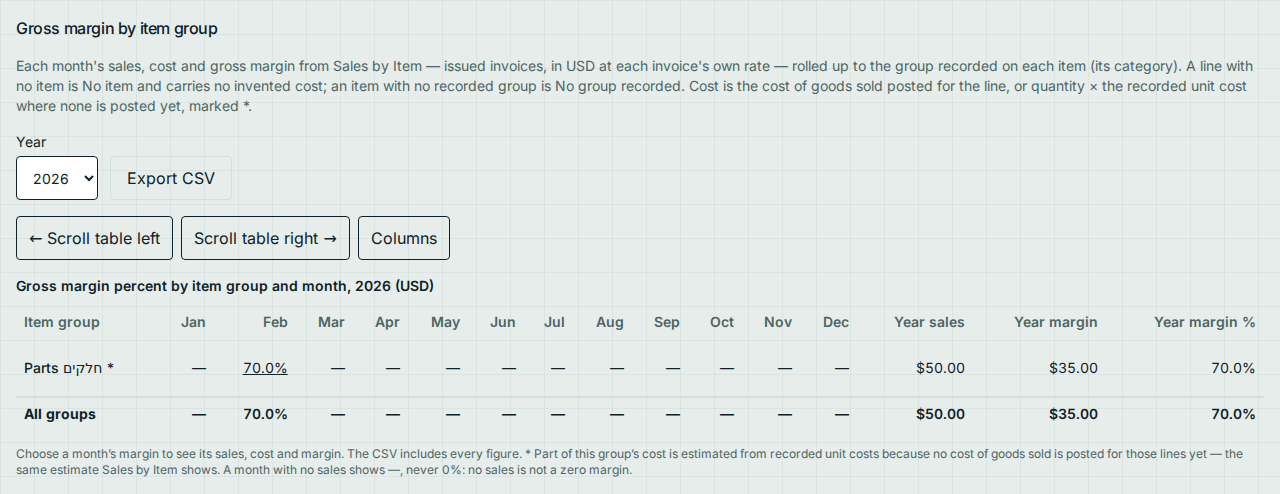 Gross margin by item group
Each month's sales, cost and gross margin from Sales by Item — issued invoices, in USD at each invoice's own rate — rolled up to the group recorded on each item (its category). A line with
no item is No item and carries no invented cost; an item with no recorded group is No group recorded. Cost is the cost of goods sold posted for the line, or quantity × the recorded unit cost
where none is posted yet, marked *.
Year
2026 Export CSV
← Scroll table left Scroll table right → Columns
Gross margin percent by item group and month, 2026 (USD)
Item group Jan Feb Mar Apr May Jun Jul Aug Sep Oct Nov Dec Year sales Year margin Year margin %
Parts חלקים * — 70.0% — — — — — — — — — — $50.00 $35.00 70.0%
All groups — 70.0% — — — — — — — — — — $50.00 $35.00 70.0%
Choose a month’s margin to see its sales, cost and margin. The CSV includes every figure. * Part of this group’s cost is estimated from recorded unit costs because no cost of goods sold is posted for those lines yet — the
same estimate Sales by Item shows. A month with no sales shows —, never 0%: no sales is not a zero margin.